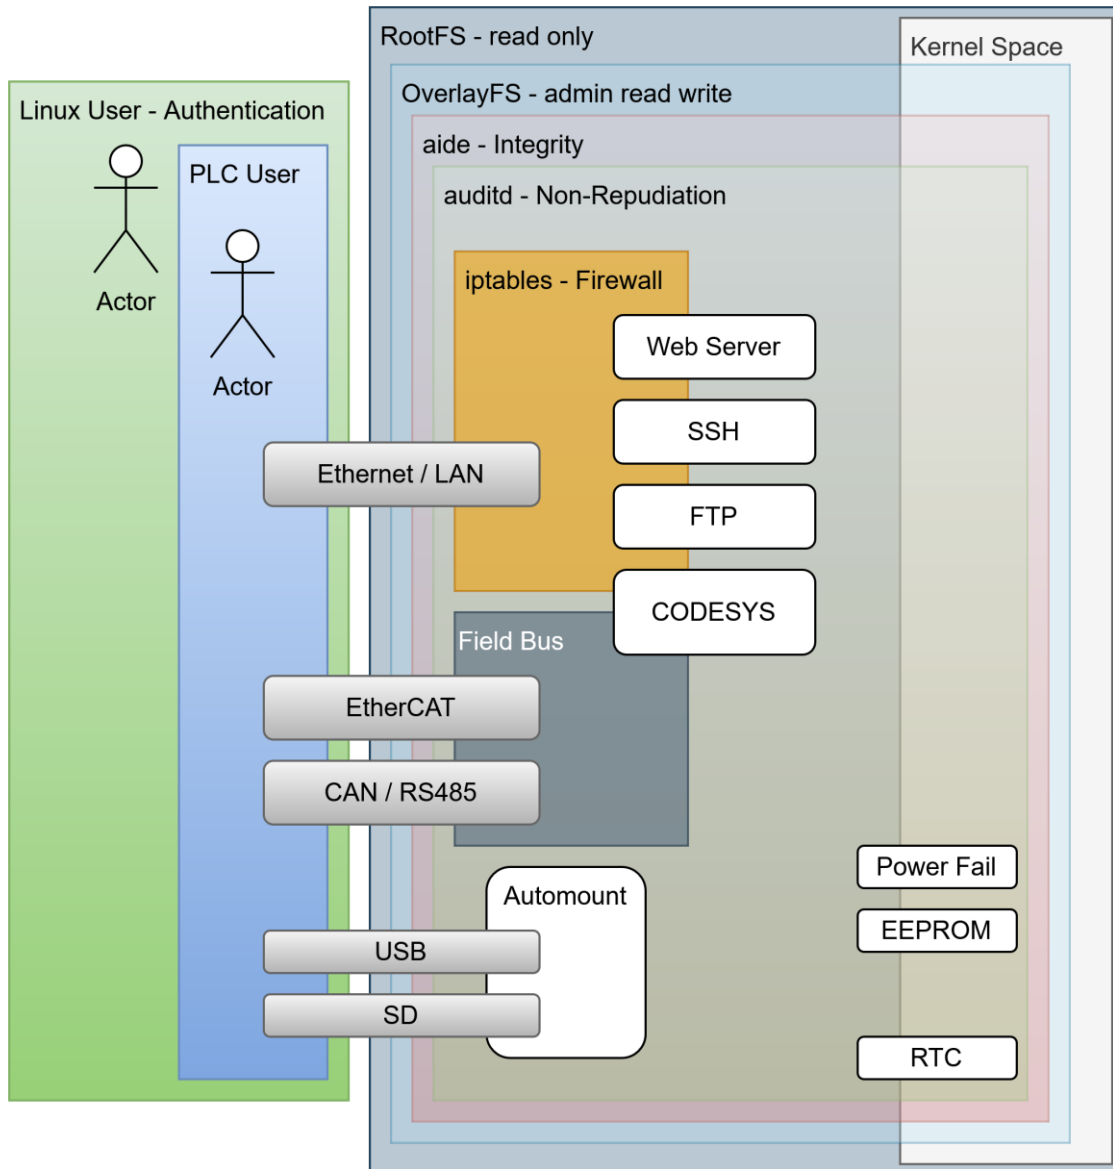 RootFS - read only
Kernel Space
OverlayFS - admin read write
Linux User - Authentication
aide - Integrity
PLC User
auditd - Non-Repudiation
iptables - Firewall
Actor
Web Server
Actor
SSH
Ethernet / LAN
FTP
CODESYS
Field Bus
EtherCAT
CAN / RS485
Power Fail
Automount
EEPROM
USB
SD
RTC